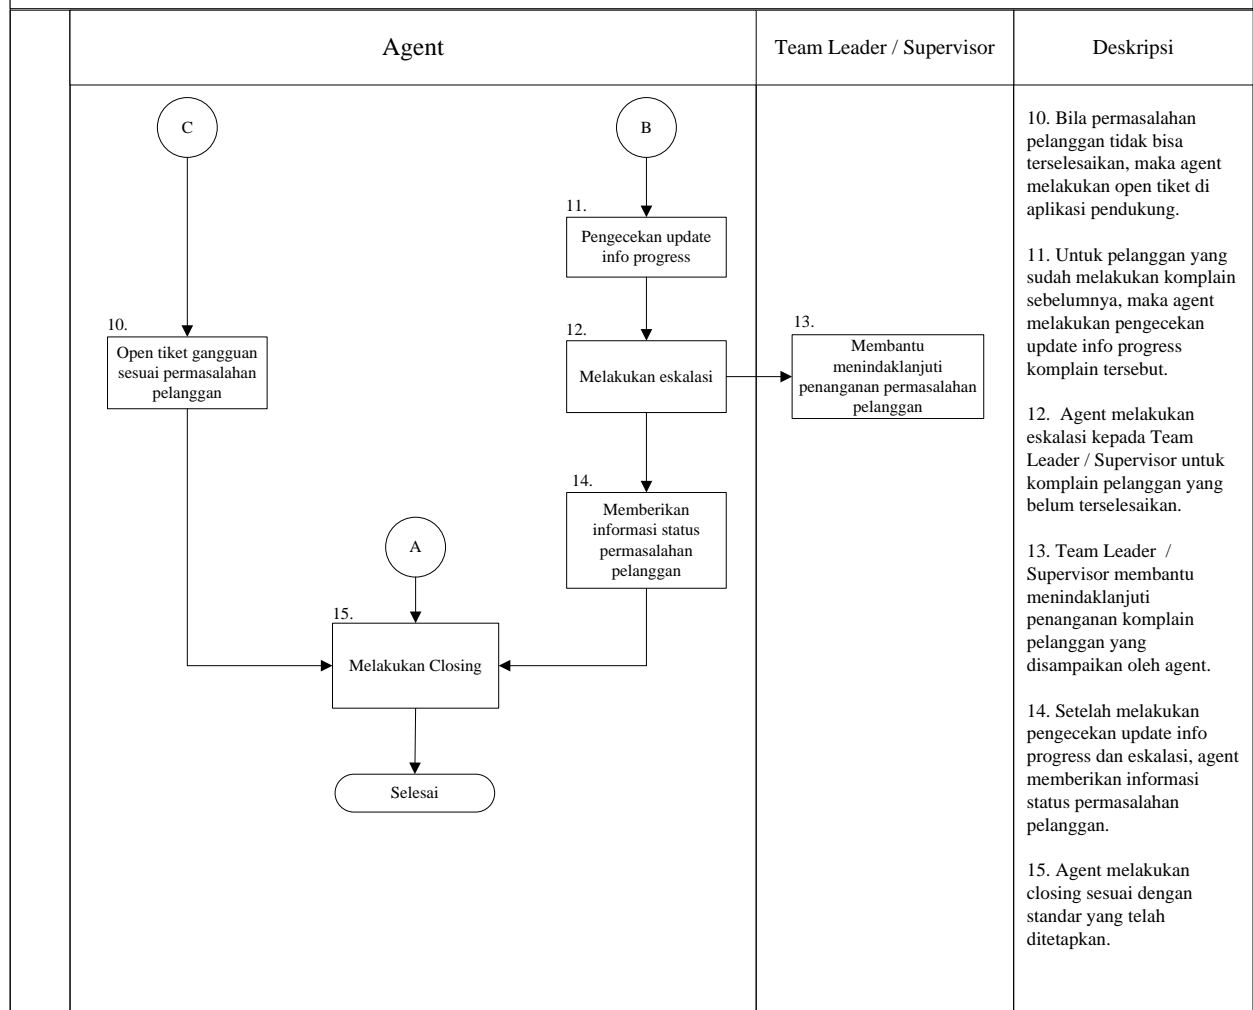 Agent
Team Leader / Supervisor
Deskripsi
C
B
11.
Pengecekan update
info progress
10.
Open tiket gangguan
sesuai permasalahan
pelanggan
12.
Melakukan eskalasi
13.
Membantu
menindaklanjuti
penanganan permasalahan
pelanggan
14.
Memberikan
informasi status
permasalahan
pelanggan
A
15.
Melakukan Closing
Selesai
10. Bila permasalahan
pelanggan tidak bisa
terselesaikan, maka agent
melakukan open tiket di
aplikasi pendukung.
11. Untuk pelanggan yang
sudah melakukan komplain
sebelumnya, maka agent
melakukan pengecekan
update info progress
komplain tersebut.
12.  Agent melakukan
eskalasi kepada Team
Leader / Supervisor untuk
komplain pelanggan yang
belum terselesaikan.
13. Team Leader  /
Supervisor membantu
menindaklanjuti
penanganan komplain
pelanggan yang
disampaikan oleh agent.
14. Setelah melakukan
pengecekan update info
progress dan eskalasi, agent
memberikan informasi
status permasalahan
pelanggan.
15. Agent melakukan
closing sesuai dengan
standar yang telah
ditetapkan.